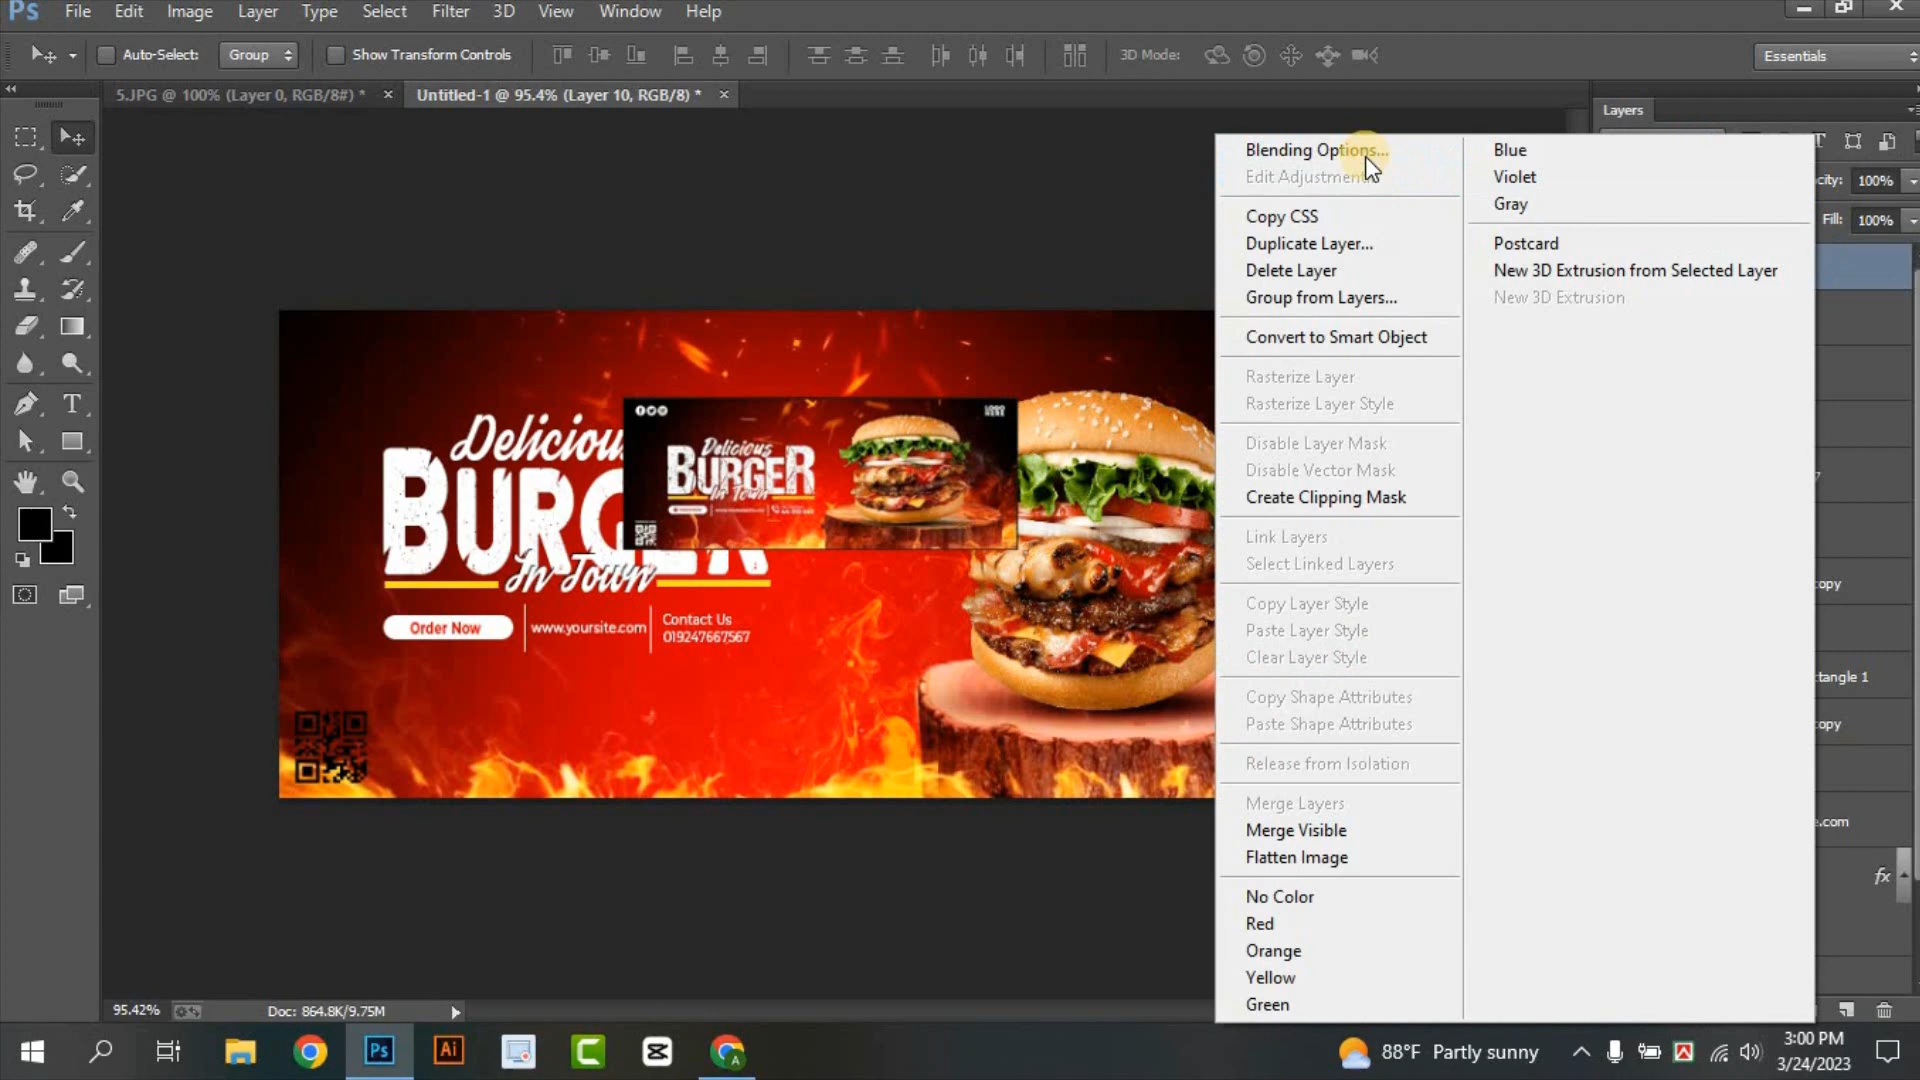 Ps File Edit Image Layer Type Select Filter 3D View Window Help
Auto-Select: Group Show Transform Controls 3D Mode: Essentials
5.JPG @ 100% (Layer 0, RGB/8#) * × Untitled-1 @ 95.4% (Layer 10, RGB/8) * ×
Layers
100%
Fill: 100%
Delicious
BURGER
In Town
Order Now
www.yoursite.com
Contact Us
019247667567
Delicious
BURGER
In Town
Blending Options...
Edit Adjustment
Copy CSS
Duplicate Layer...
Delete Layer
Group from Layers...
Convert to Smart Object
Rasterize Layer
Rasterize Layer Style
Disable Layer Mask
Disable Vector Mask
Create Clipping Mask
Link Layers
Select Linked Layers
Copy Layer Style
Paste Layer Style
Clear Layer Style
Copy Shape Attributes
Paste Shape Attributes
Release from Isolation
Merge Layers
Merge Visible
Flatten Image
No Color
Red
Orange
Yellow
Green
Blue
Violet
Gray
Postcard
New 3D Extrusion from Selected Layer
New 3D Extrusion
opy
tangle 1
opy
e.com
fx
95.42% Doc: 864.8K/9.75M
Ps Ai A 88°F Partly sunny 3:00 PM
3/24/2023